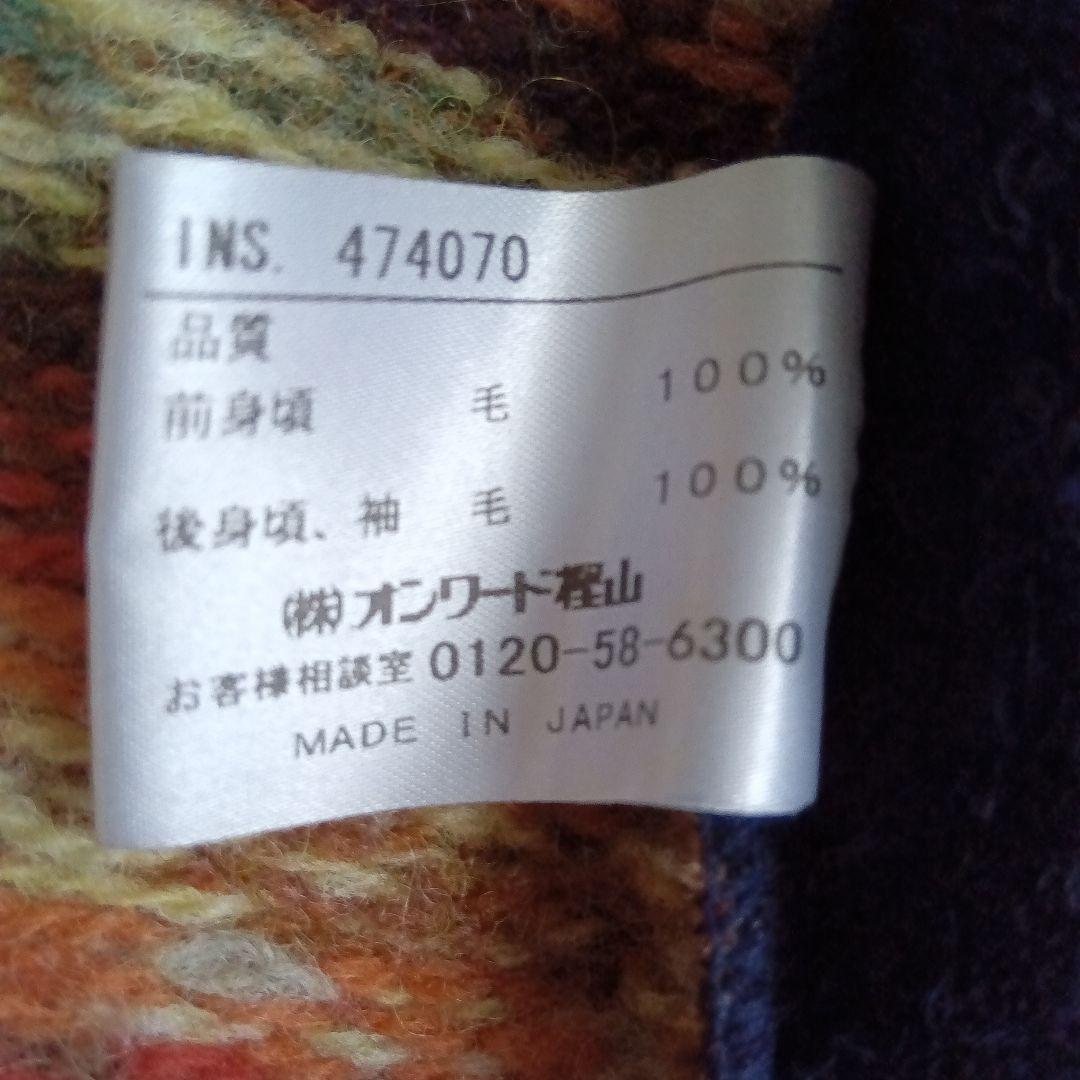 INS. 474070
品質
前身頃 毛 100%
後身頃、袖 毛 100%
(株)オンワード樫山
お客様相談室 0120-58-6300
MADE IN JAPAN